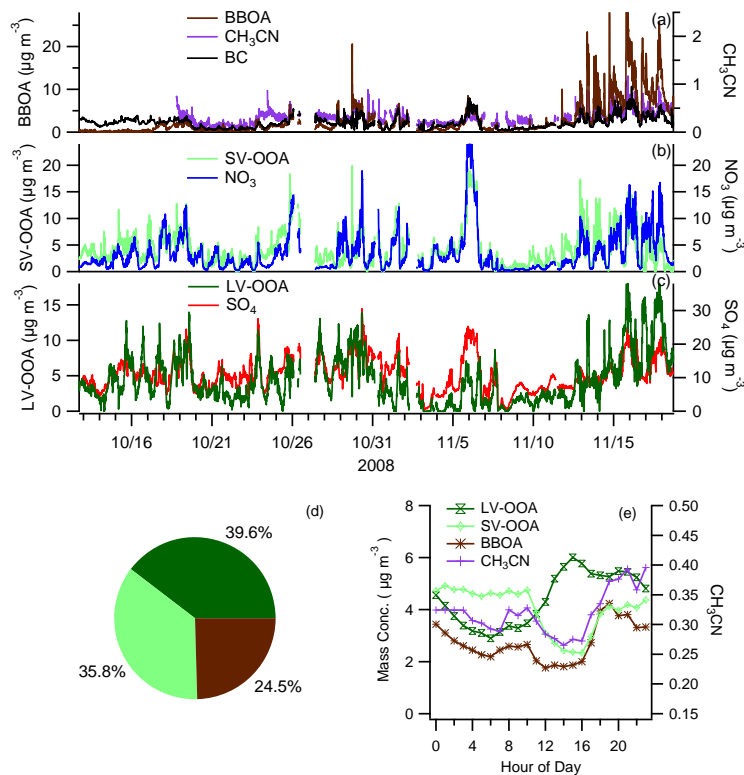 BBOA
CH₃CN
BC
(a)
BBOA (µg m⁻³)
20
10
0
CH₃CN
2
1
0
SV-OOA
NO₃
(b)
SV-OOA (µg m⁻³)
20
15
10
5
0
NO₃ (µg m⁻³)
20
15
10
5
0
LV-OOA
SO₄
(c)
LV-OOA (µg m⁻³)
15
10
5
0
SO₄ (µg m⁻³)
30
20
10
0
10/16 10/21 10/26 10/31 11/5 11/10 11/15
2008
(d)
39.6%
35.8%
24.5%
(e)
LV-OOA
SV-OOA
BBOA
CH₃CN
Mass Conc. ( µg m⁻³)
8
6
4
2
0
CH₃CN
0.50
0.45
0.40
0.35
0.30
0.25
0.20
0.15
0 4 8 12 16 20
Hour of Day